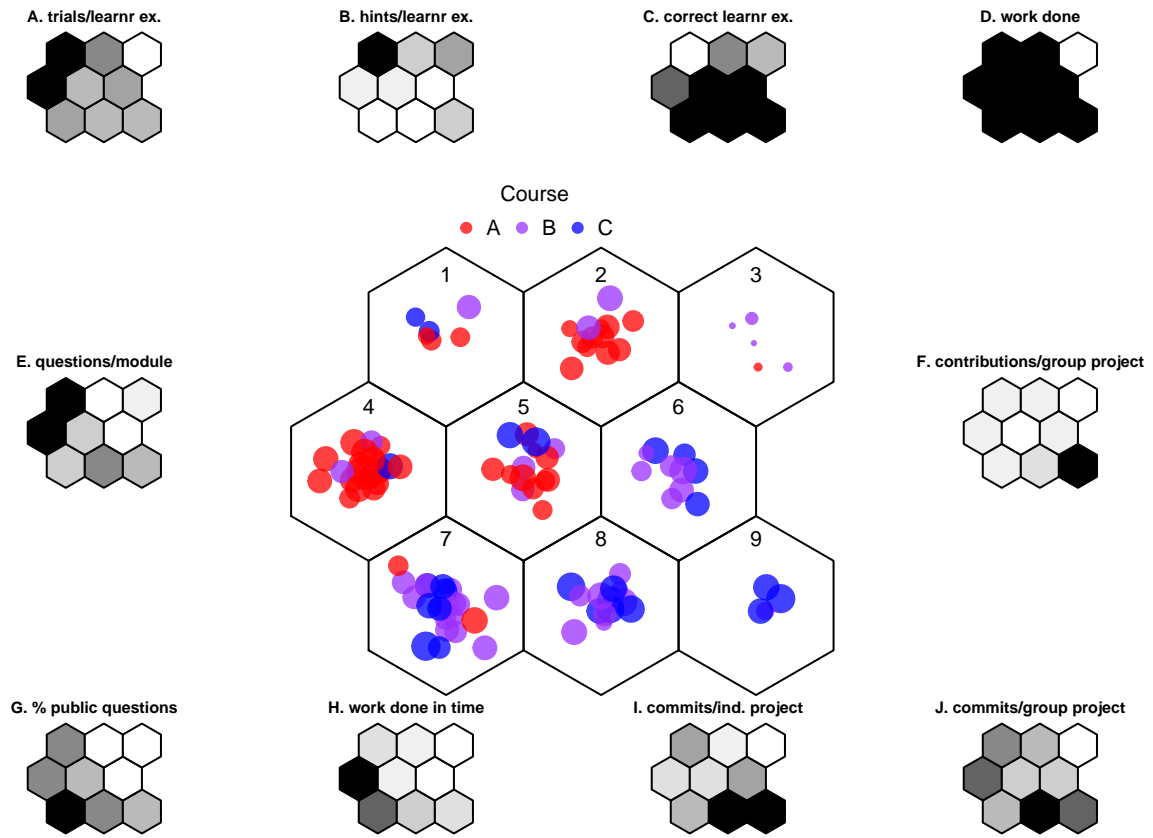 A. trials/learnr ex.
B. hints/learnr ex.
C. correct learnr ex.
D. work done
Course
A B C
1 2 3
E. questions/module
F. contributions/group project
4 5 6
7 8 9
G. % public questions
H. work done in time
I. commits/ind. project
J. commits/group project